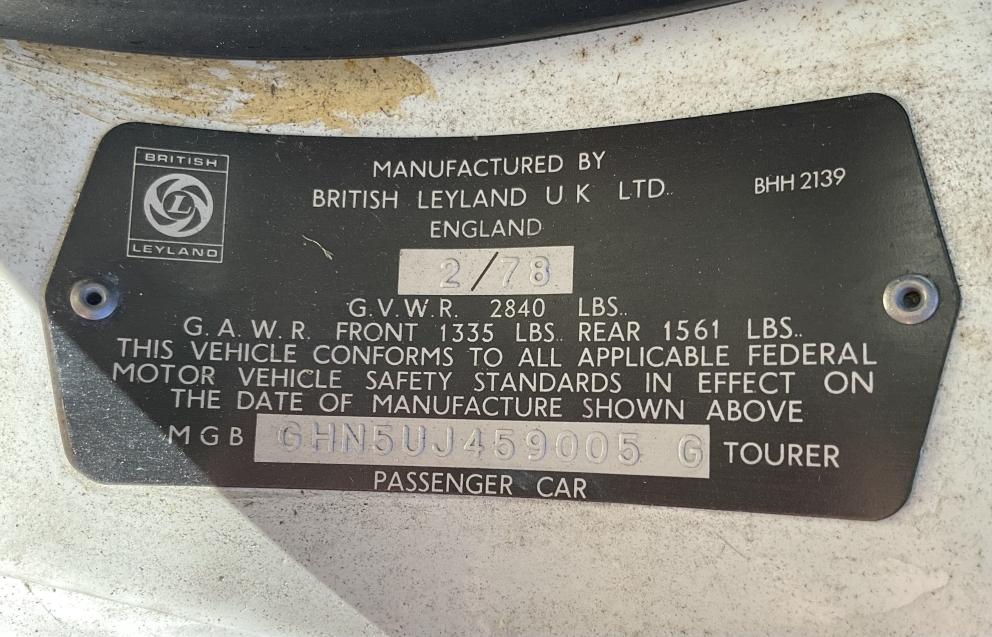 BRITISH
L
LEYLAND
MANUFACTURED BY
BRITISH LEYLAND U K LTD..
BHH 2139
ENGLAND
2/78
G.V.W.R. 2840 LBS..
G.A.W.R. FRONT 1335 LBS.. REAR 1561 LBS..
THIS VEHICLE CONFORMS TO ALL APPLICABLE FEDERAL
MOTOR VEHICLE SAFETY STANDARDS IN EFFECT ON
THE DATE OF MANUFACTURE SHOWN ABOVE
MGB GHN5UJ459005 G TOURER
PASSENGER CAR